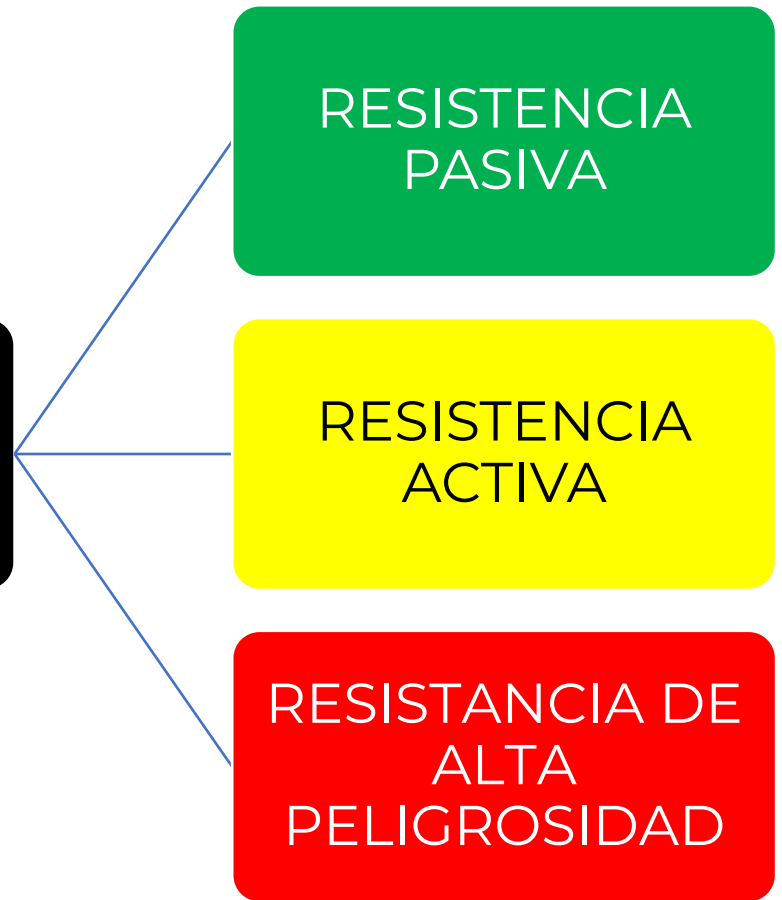 RESISTENCIA
PASIVA
RESISTENCIA
ACTIVA
RESISTANCIA DE
ALTA
PELIGROSIDAD